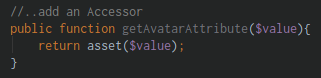 //..add an Accessor
public function getAvatarAttribute($value){
    return asset($value);
}